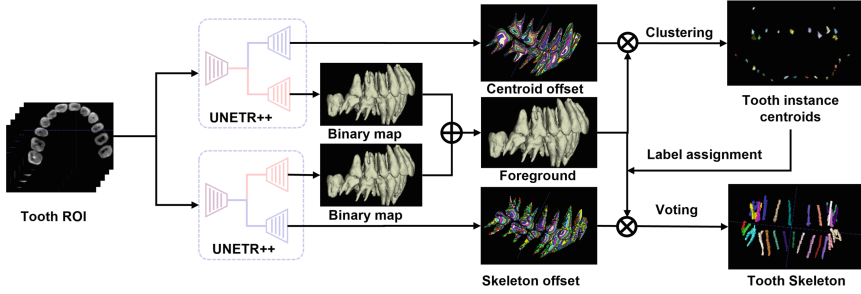 Tooth ROI
UNETR++
UNETR++
Binary map
Binary map
Centroid offset
Foreground
Skeleton offset
Clustering
Tooth instance
centroids
Label assignment
Voting
Tooth Skeleton